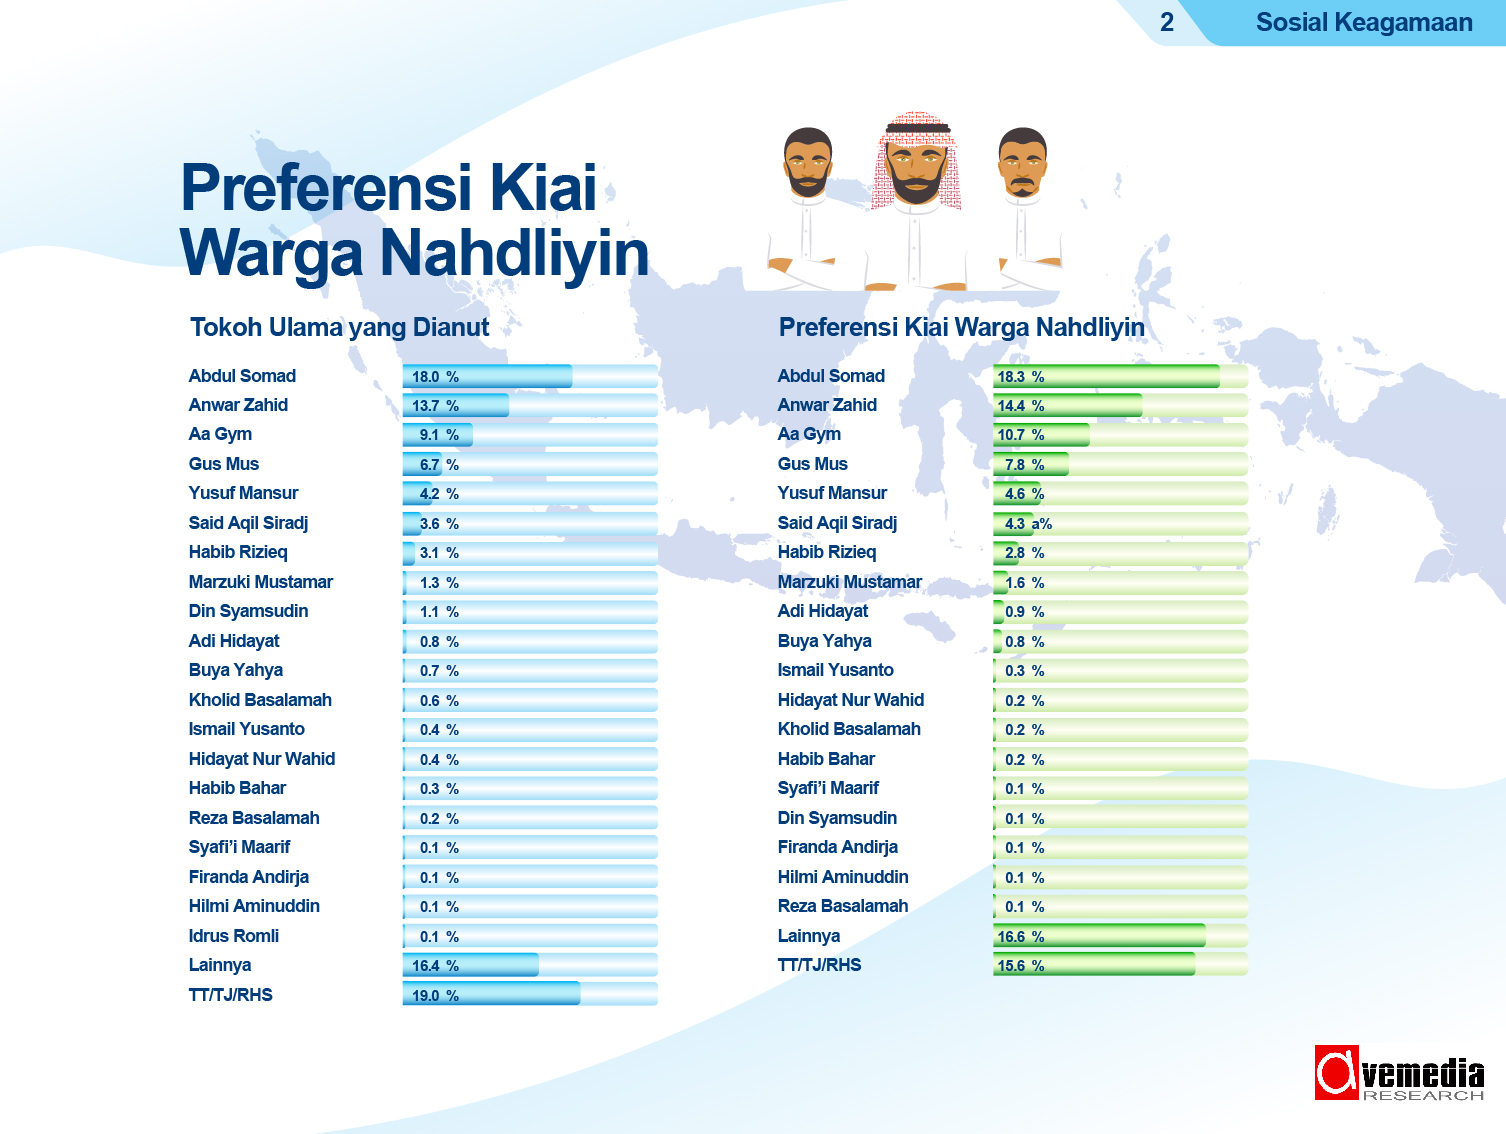 2 Sosial Keagamaan
Preferensi Kiai
Warga Nahdliyin
Tokoh Ulama yang Dianut
Abdul Somad 18.0 %
Anwar Zahid 13.7 %
Aa Gym 9.1 %
Gus Mus 6.7 %
Yusuf Mansur 4.2 %
Said Aqil Siradj 3.6 %
Habib Rizieq 3.1 %
Marzuki Mustamar 1.3 %
Din Syamsudin 1.1 %
Adi Hidayat 0.8 %
Buya Yahya 0.7 %
Kholid Basalamah 0.6 %
Ismail Yusanto 0.4 %
Hidayat Nur Wahid 0.4 %
Habib Bahar 0.3 %
Reza Basalamah 0.2 %
Syafi’i Maarif 0.1 %
Firanda Andirja 0.1 %
Hilmi Aminuddin 0.1 %
Idrus Romli 0.1 %
Lainnya 16.4 %
TT/TJ/RHS 19.0 %
Preferensi Kiai Warga Nahdliyin
Abdul Somad 18.3 %
Anwar Zahid 14.4 %
Aa Gym 10.7 %
Gus Mus 7.8 %
Yusuf Mansur 4.6 %
Said Aqil Siradj 4.3 a%
Habib Rizieq 2.8 %
Marzuki Mustamar 1.6 %
Adi Hidayat 0.9 %
Buya Yahya 0.8 %
Ismail Yusanto 0.3 %
Hidayat Nur Wahid 0.2 %
Kholid Basalamah 0.2 %
Habib Bahar 0.2 %
Syafi’i Maarif 0.1 %
Din Syamsudin 0.1 %
Firanda Andirja 0.1 %
Hilmi Aminuddin 0.1 %
Reza Basalamah 0.1 %
Lainnya 16.6 %
TT/TJ/RHS 15.6 %
avemedia
RESEARCH